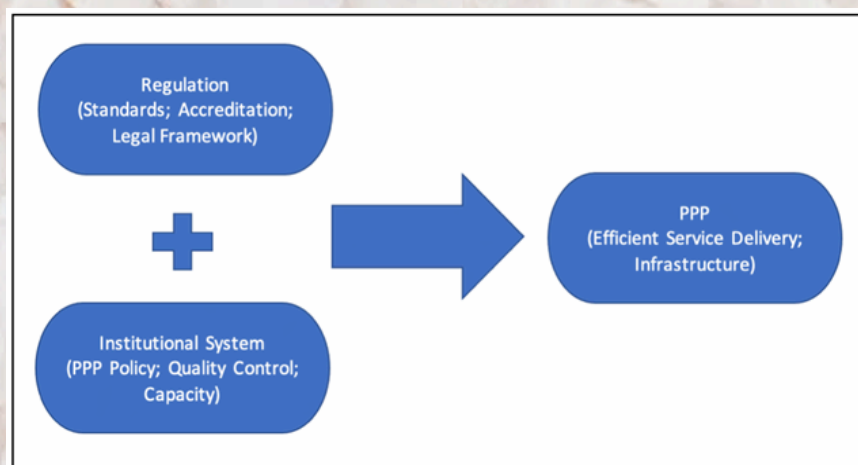 Regulation
(Standards; Accreditation;
Legal Framework)
Institutional System
(PPP Policy; Quality Control;
Capacity)
PPP
(Efficient Service Delivery;
Infrastructure)